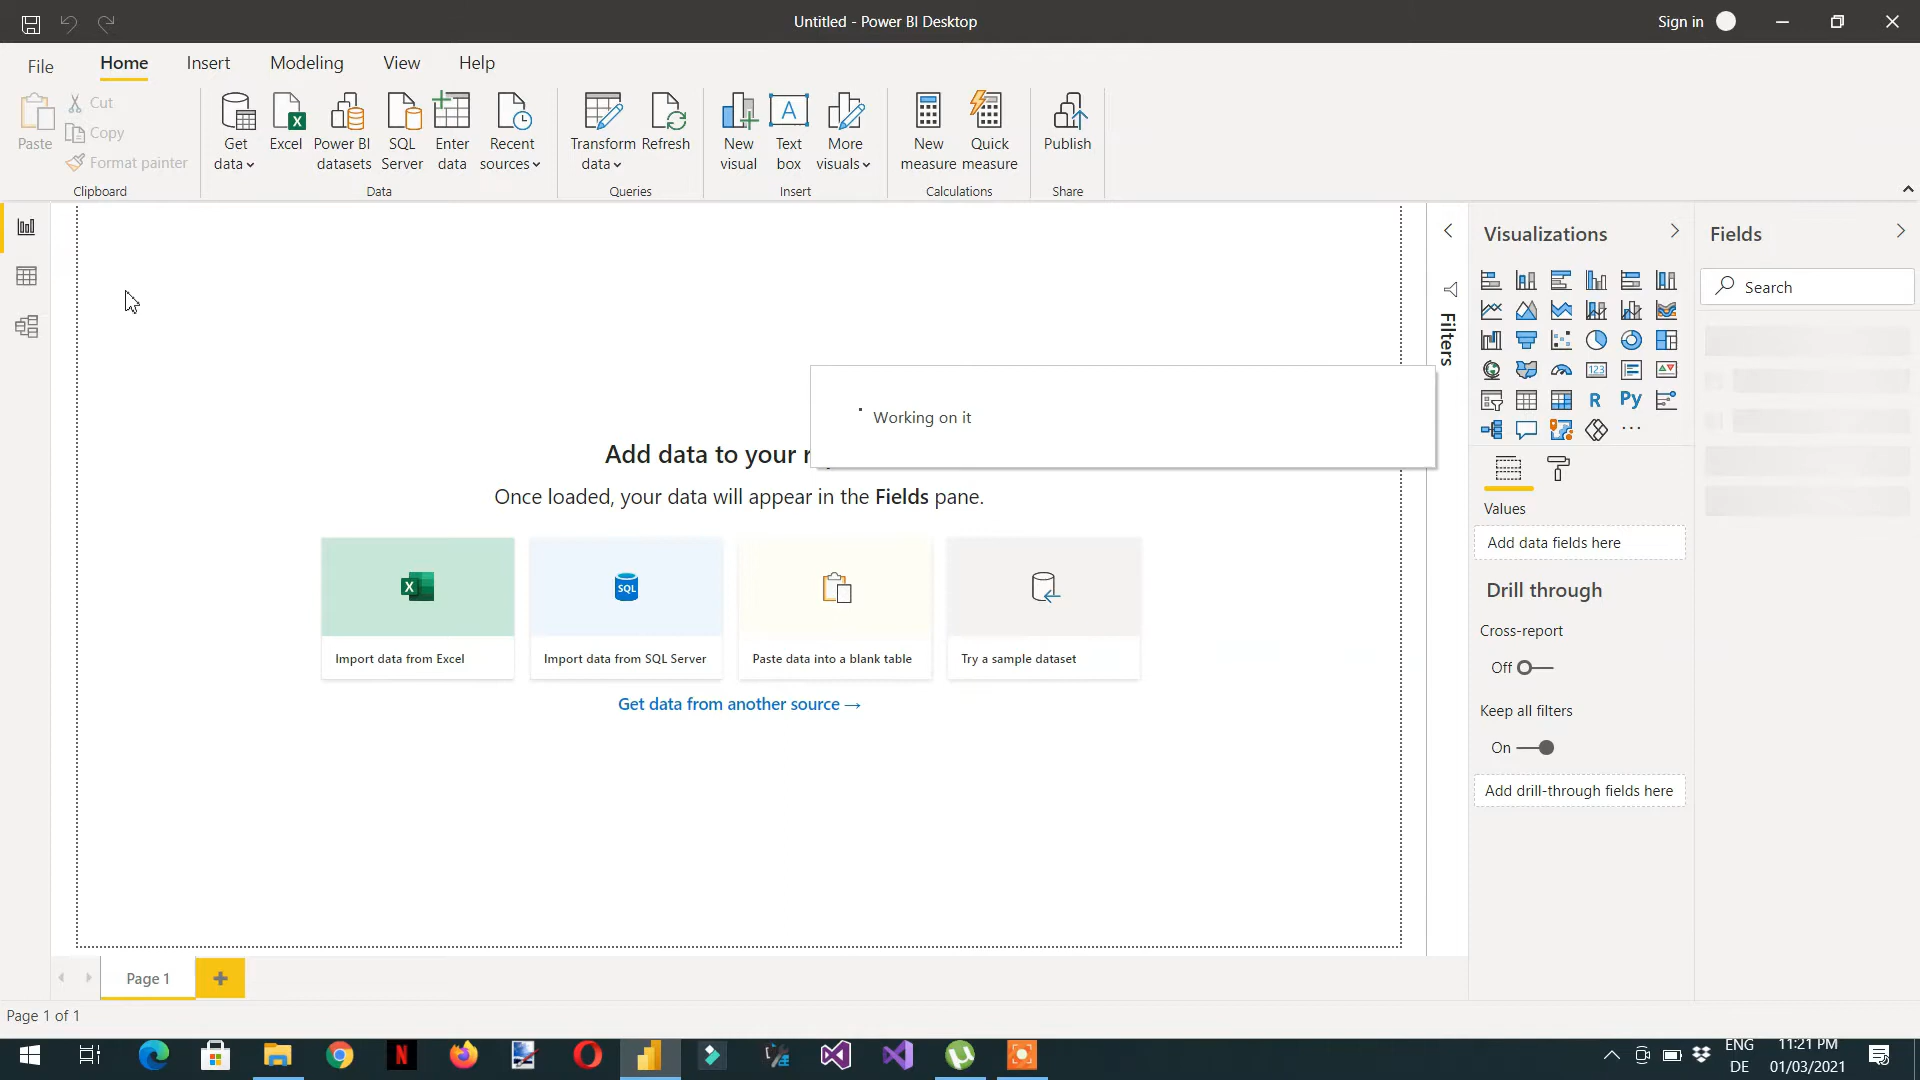 Untitled - Power BI Desktop
Sign in
File
Home
Insert
Modeling
View
Help
Paste
Cut
Copy
Format painter
Clipboard
Get
data
Excel
Power BI
datasets
SQL
Server
Enter
data
Recent
sources
Data
Transform
data
Refresh
Queries
New
visual
A
Text
box
More
visuals
Insert
New
measure
Quick
measure
Calculations
Publish
Share
Filters
Visualizations
123
R
Py
...
Values
Add data fields here
Drill through
Cross-report
Off
Keep all filters
On
Add drill-through fields here
Fields
Search
Working on it
Add data to your
Once loaded, your data will appear in the Fields pane.
X
SQL
Import data from Excel
Import data from SQL Server
Paste data into a blank table
Try a sample dataset
Get data from another source →
Page 1
+
Page 1 of 1
N
ENG
DE
11:21 PM
01/03/2021